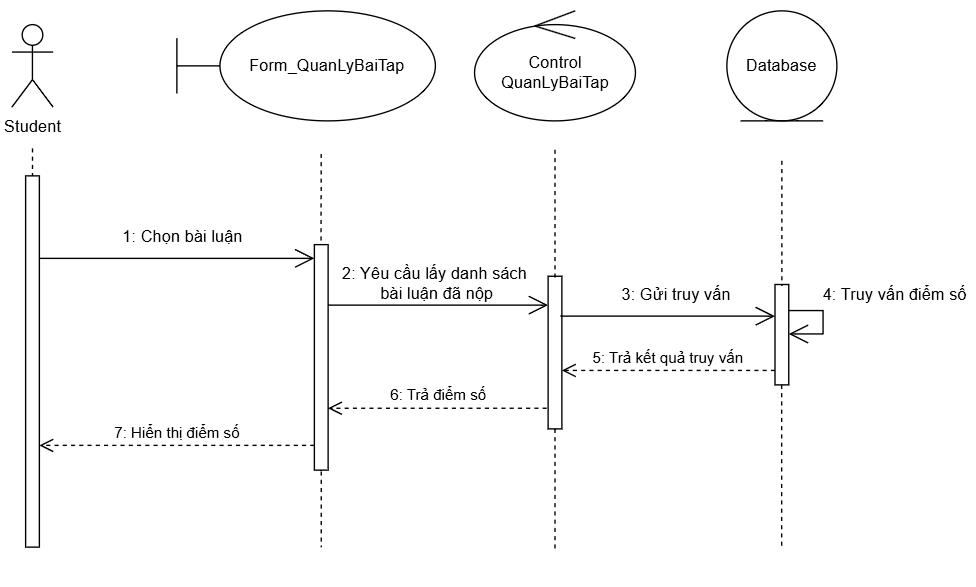 Student
Form_QuanLyBaiTap
Control
QuanLyBaiTap
Database
1: Chọn bài luận
2: Yêu cầu lấy danh sách
bài luận đã nộp
3: Gửi truy vấn
4: Truy vấn điểm số
5: Trả kết quả truy vấn
6: Trả điểm số
7: Hiển thị điểm số